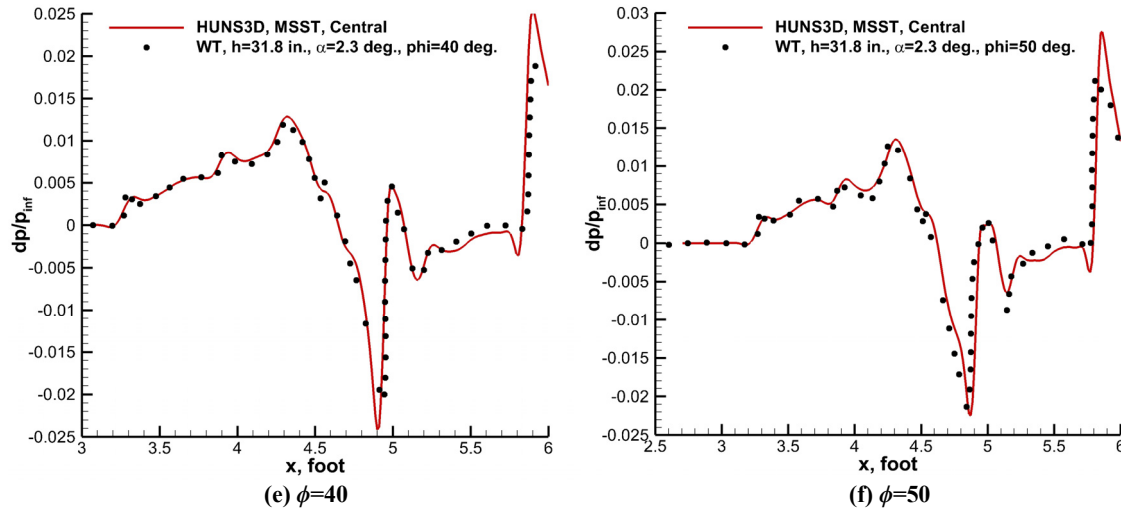 HUNS3D, MSST, Central
WT, h=31.8 in., α=2.3 deg., phi=40 deg.
dp/p_inf
0.025
0.02
0.015
0.01
0.005
0
-0.005
-0.01
-0.015
-0.02
-0.025
3 3.5 4 4.5 5 5.5 6
x, foot
(e) ϕ=40
HUNS3D, MSST, Central
WT, h=31.8 in., α=2.3 deg., phi=50 deg.
dp/p_inf
0.03
0.025
0.02
0.015
0.01
0.005
0
-0.005
-0.01
-0.015
-0.02
-0.025
2.5 3 3.5 4 4.5 5 5.5 6
x, foot
(f) ϕ=50